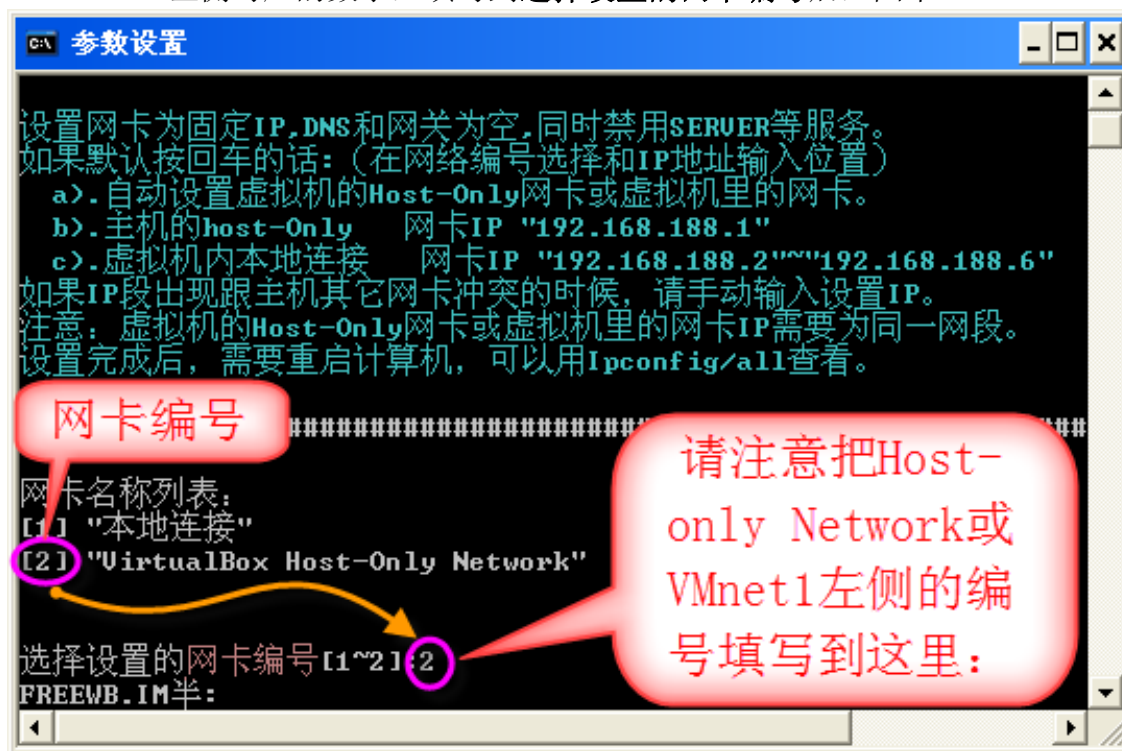 参数设置
设置网卡为固定IP,DNS和网关为空,同时禁用SERVER等服务。
如果默认按回车的话:(在网络编号选择和IP地址输入位置)
a>.自动设置虚拟机的Host-Only网卡或虚拟机里的网卡。
b>.主机的host-Only 网卡IP "192.168.188.1"
c>.虚拟机内本地连接 网卡IP "192.168.188.2"~"192.168.188.6"
如果IP段出现跟主机其它网卡冲突的时候,请手动输入设置IP。
注意:虚拟机的Host-Only网卡或虚拟机里的网卡IP需要为同一网段。
设置完成后,需要重启计算机,可以用Ipconfig/all查看。
网卡编号
网卡名称列表:
[1] "本地连接"
[2] "VirtualBox Host-Only Network"
选择设置的网卡编号[1~2]:2
FREEWB.IM半:
请注意把Host-
only Network或
VMnet1左侧的编
号填写到这里: